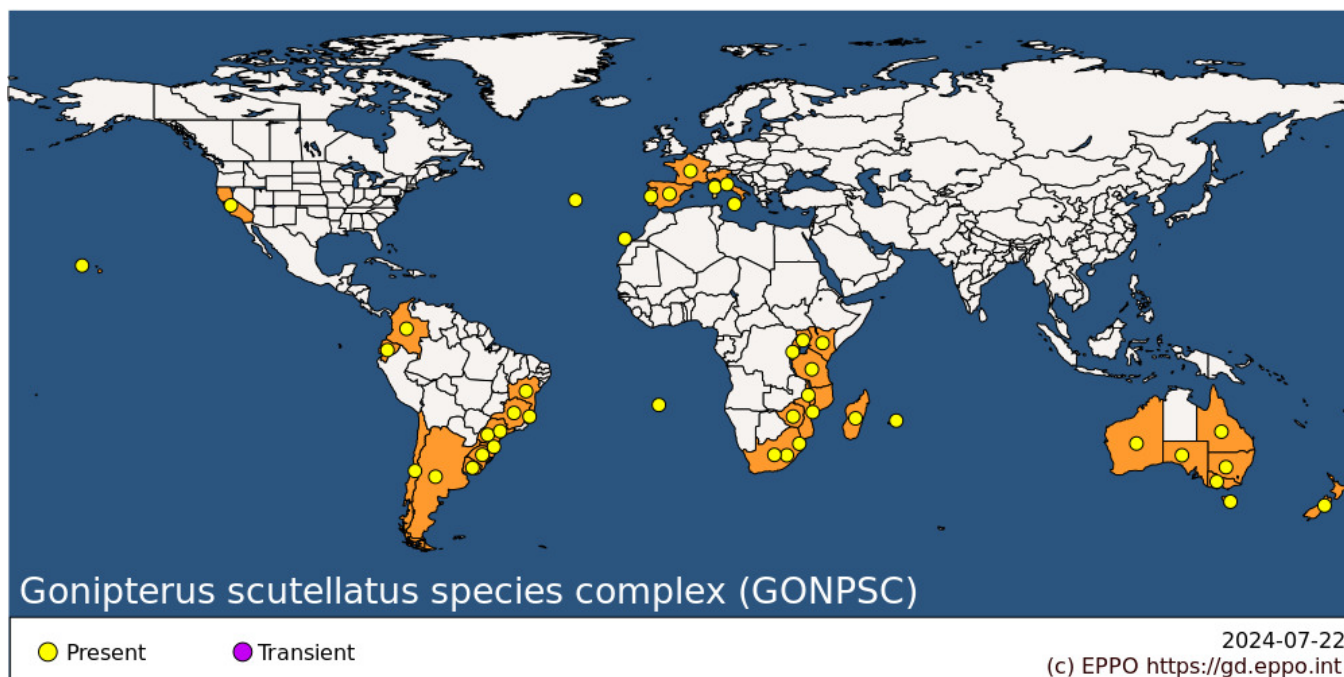 Gonipterus scutellatus species complex (GONPSC)
Present
Transient
2024-07-22
(c) EPPO https://gd.eppo.int